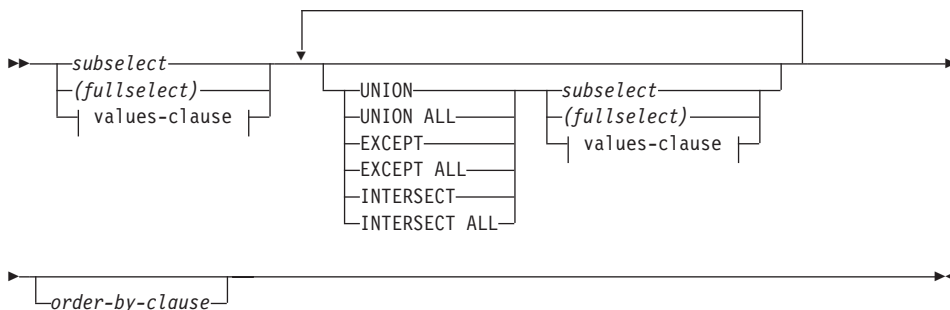 subselect
(fullselect)
values-clause
UNION
UNION ALL
EXCEPT
EXCEPT ALL
INTERSECT
INTERSECT ALL
subselect
(fullselect)
values-clause
order-by-clause